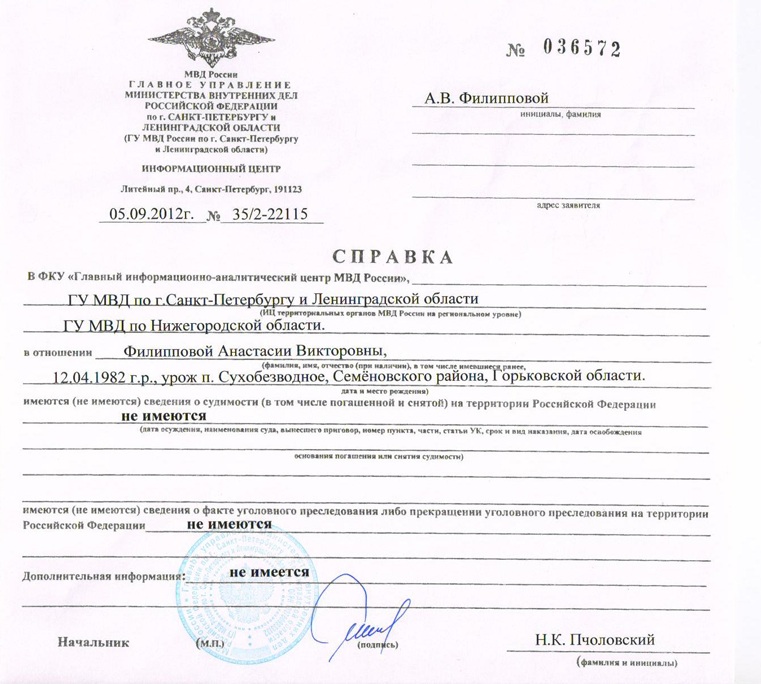 № 036572
МВД России
ГЛАВНОЕ УПРАВЛЕНИЕ
МИНИСТЕРСТВА ВНУТРЕННИХ ДЕЛ
РОССИЙСКОЙ ФЕДЕРАЦИИ
по г. САНКТ-ПЕТЕРБУРГУ и
ЛЕНИНГРАДСКОЙ ОБЛАСТИ
(ГУ МВД России по г. Санкт-Петербургу
и Ленинградской области)
ИНФОРМАЦИОННЫЙ ЦЕНТР
Литейный пр., 4, Санкт-Петербург, 191123
05.09.2012г. № 35/2-22115
А.В. Филипповой
инициалы, фамилия
адрес заявителя
СПРАВКА
В ФКУ «Главный информационно-аналитический центр МВД России»,
ГУ МВД по г.Санкт-Петербургу и Ленинградской области
(ИЦ территориальных органов МВД России на региональном уровне)
ГУ МВД по Нижегородской области.
в отношении Филипповой Анастасии Викторовны,
(фамилия, имя, отчество (при наличии), в том числе имевшиеся ранее,
12.04.1982 г.р., урож п. Сухобезводное, Семёновского района, Горьковской области.
дата и место рождения)
имеются (не имеются) сведения о судимости (в том числе погашенной и снятой) на территории Российской Федерации
не имеются
(дата осуждения, наименования суда, вынесшего приговор, номер пункта, части, статьи УК, срок и вид наказания, дата освобождения
основания погашения или снятия судимости)
имеются (не имеются) сведения о факте уголовного преследования либо прекращении уголовного преследования на территории
Российской Федерации не имеются
Дополнительная информация: не имеется
Начальник (М.П.) (подпись) Н.К. Пчоловский
(фамилия и инициалы)